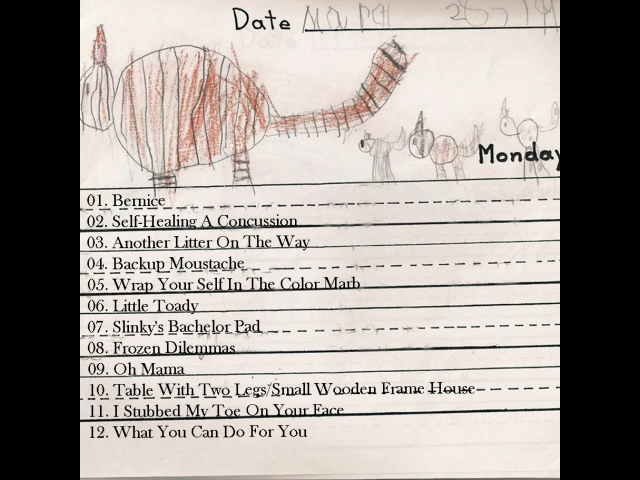 Date March
Monday
01. Bernice
02. Self-Healing A Concussion
03. Another Litter On The Way
04. Backup Moustache
05. Wrap Your Self In The Color Marb
06. Little Toady
07. Slinky's Bachelor Pad
08. Frozen Dilemmas
09. Oh Mama
10. Table With Two Legs/Small Wooden Frame House
11. I Stubbed My Toe On Your Face
12. What You Can Do For You